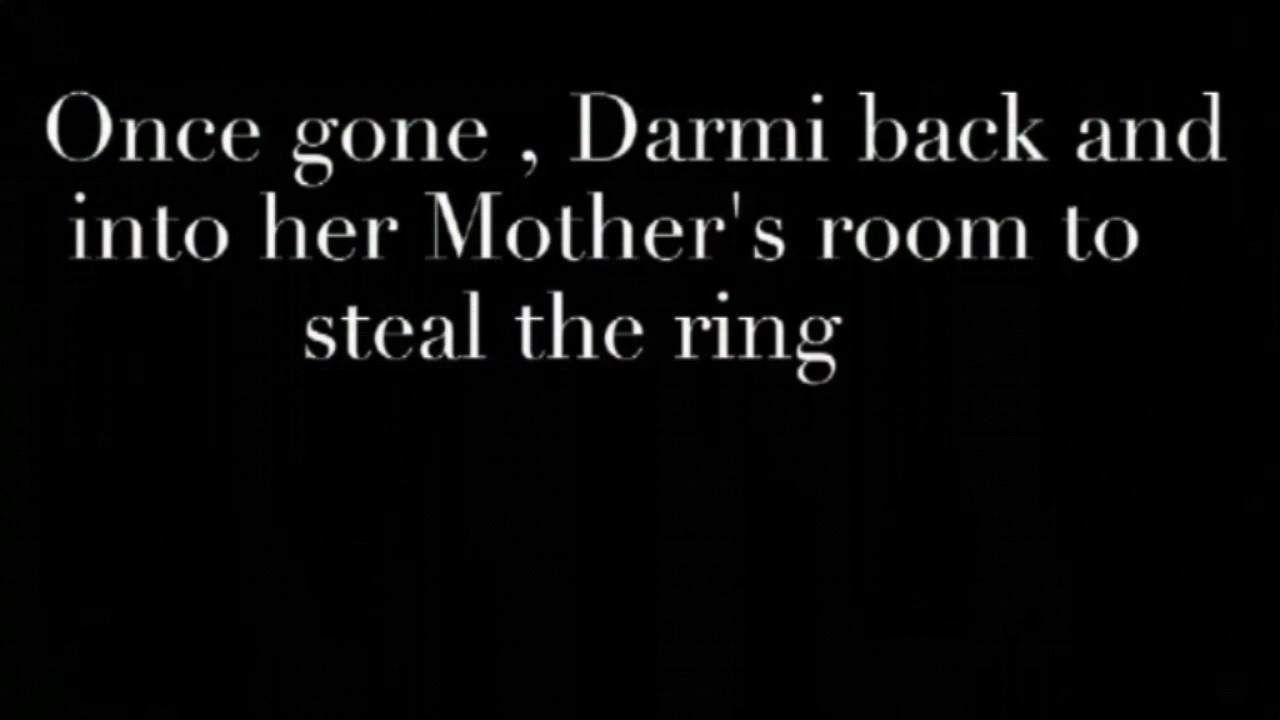 Once gone , Darmi back and
into her Mother's room to
steal the ring